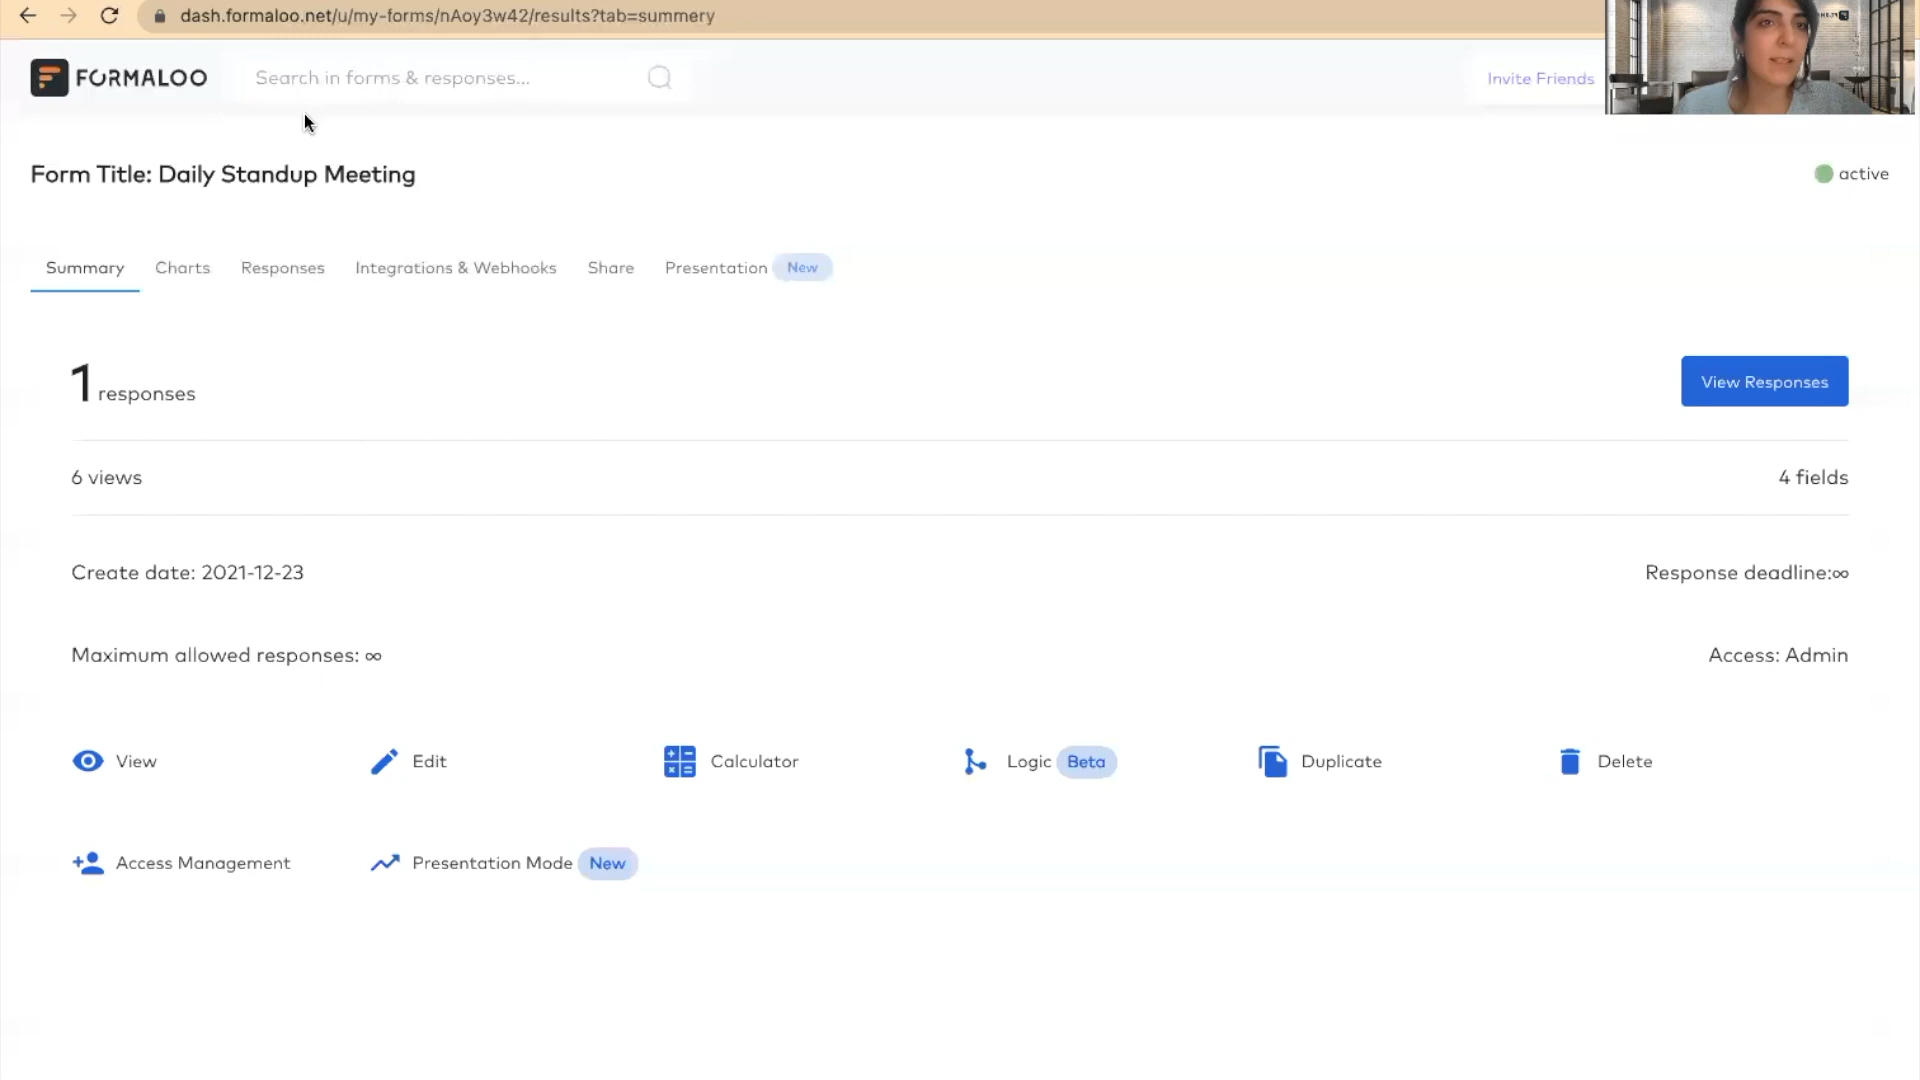 dash.formaloo.net/u/my-forms/nAoy3w42/results?tab=summery
FORMALOO
Search in forms & responses...
Invite Friends
Form Title: Daily Standup Meeting
active
Summary
Charts
Responses
Integrations & Webhooks
Share
Presentation New
1 responses
View Responses
6 views
4 fields
Create date: 2021-12-23
Response deadline:∞
Maximum allowed responses: ∞
Access: Admin
View
Edit
Calculator
Logic Beta
Duplicate
Delete
Access Management
Presentation Mode New